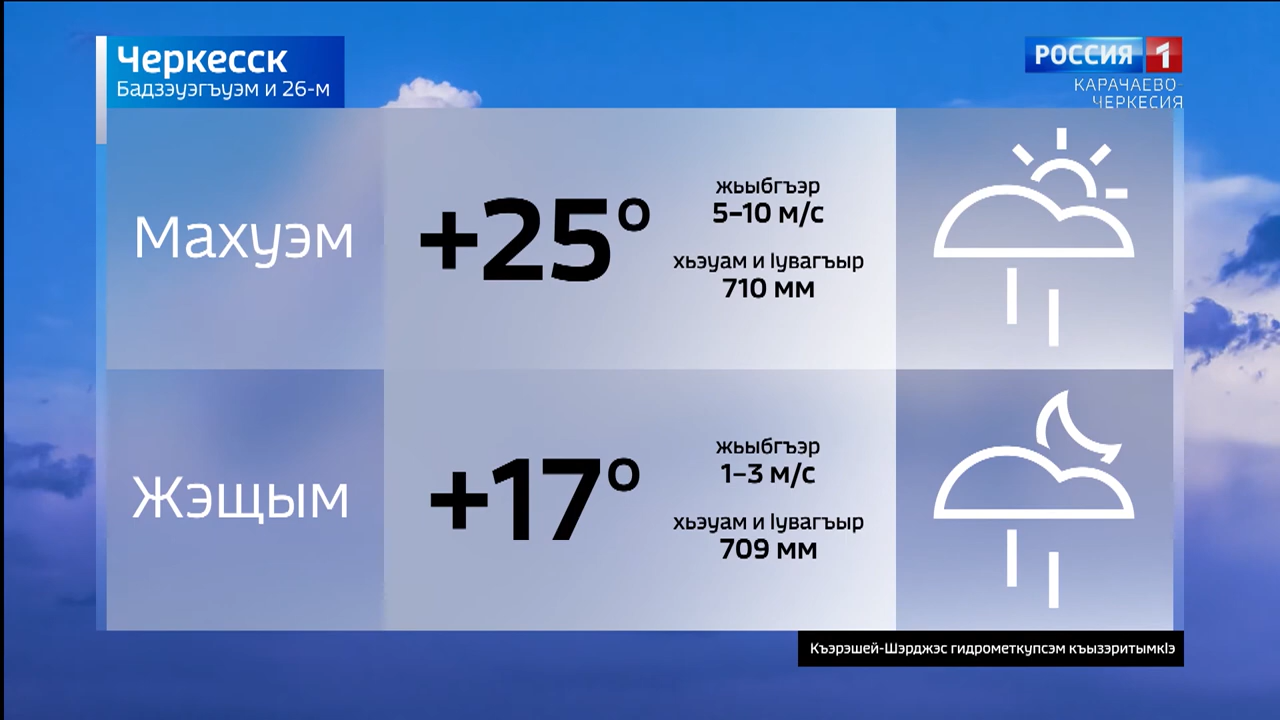 Черкесск
Бадзэуэгъуэм и 26-м
РОССИЯ 1
КАРАЧАЕВО-
ЧЕРКЕСИЯ
Махуэм
+25°
жьыбгъэр
5–10 м/с
хьэуам и Iувагъыр
710 мм
Жэщым
+17°
жьыбгъэр
1–3 м/с
хьэуам и Iувагъыр
709 мм
Къэрэшей-Шэрджэс гидрометкупсэм къызэритымкIэ